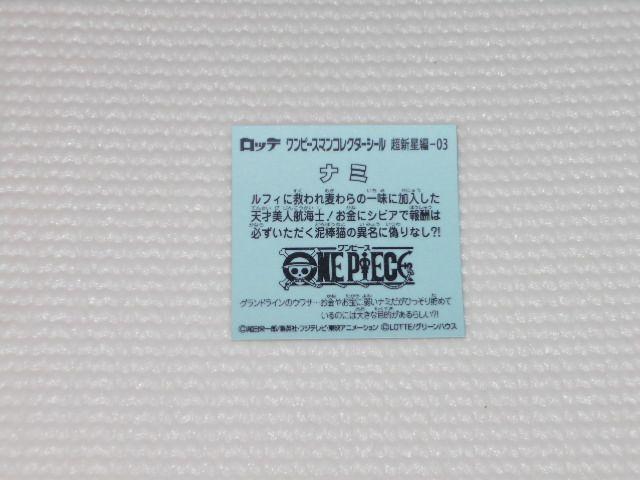 ロッテ ワンピースマンコレクターシール 超新星編-03
ナミ
ルフィに救われ麦わらの一味に加入した
天才美人航海士!お金にシビアで報酬は
必ずいただく泥棒猫の異名に偽りなし?!
ワンピース
ONE PIECE
グランドラインのウワサ…お金やお宝に弱いナミだがひっそり貯めて
いるのには大きな目的があるらしい?!
©尾田栄一郎/集英社・フジテレビ・東映アニメーション ©LOTTE/グリーンハウス